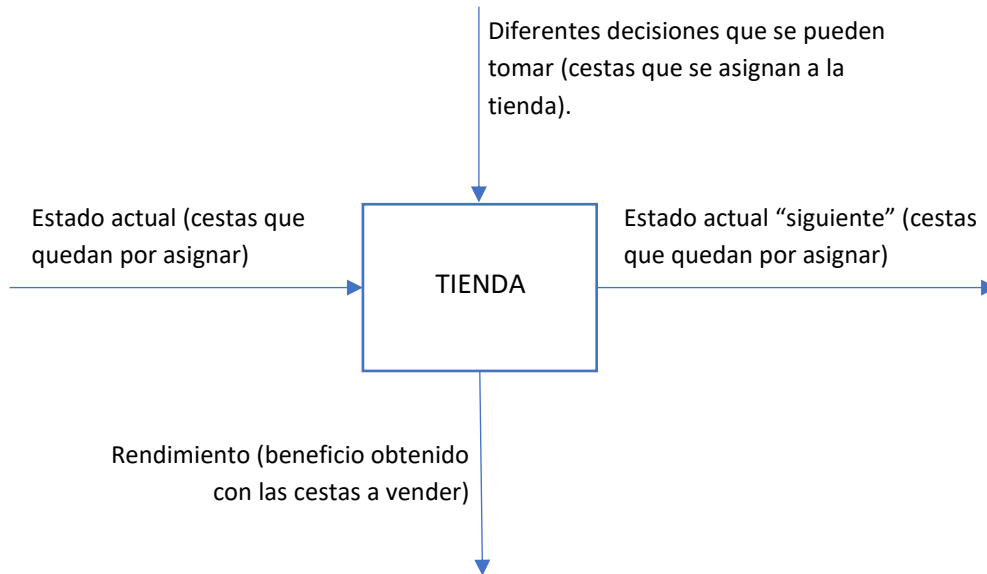 Diferentes decisiones que se pueden
tomar (cestas que se asignan a la
tienda).
Estado actual (cestas que
quedan por asignar)
TIENDA
Estado actual “siguiente” (cestas
que quedan por asignar)
Rendimiento (beneficio obtenido
con las cestas a vender)